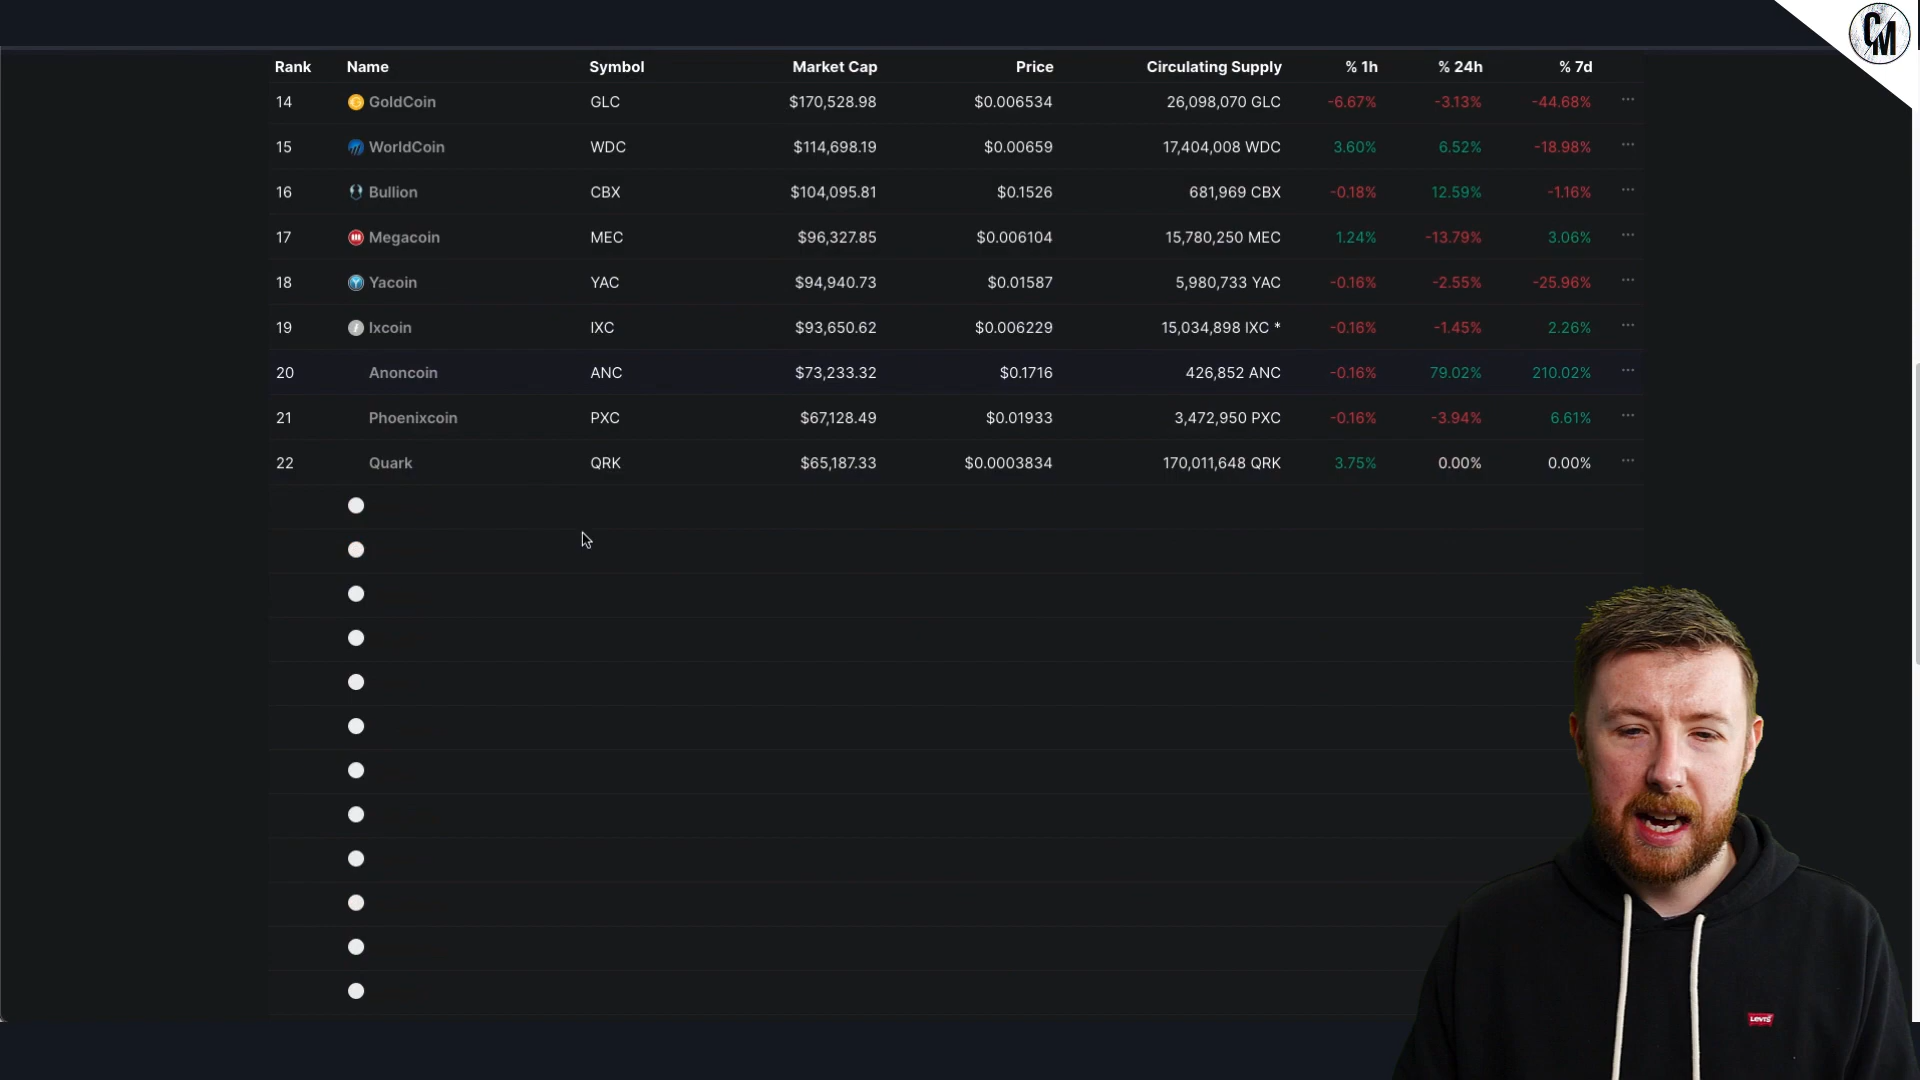 CM
Rank Name Symbol Market Cap Price Circulating Supply % 1h % 24h % 7d
14 GoldCoin GLC $170,528.98 $0.006534 26,098,070 GLC -6.67% -3.13% -44.68% ...
15 WorldCoin WDC $114,698.19 $0.00659 17,404,008 WDC 3.60% 6.52% -18.98% ...
16 Bullion CBX $104,095.81 $0.1526 681,969 CBX -0.18% 12.59% -1.16% ...
17 Megacoin MEC $96,327.85 $0.006104 15,780,250 MEC 1.24% -13.79% 3.06% ...
18 Yacoin YAC $94,940.73 $0.01587 5,980,733 YAC -0.16% -2.55% -25.96% ...
19 Ixcoin IXC $93,650.62 $0.006229 15,034,898 IXC * -0.16% -1.45% 2.26% ...
20 Anoncoin ANC $73,233.32 $0.1716 426,852 ANC -0.16% 79.02% 210.02% ...
21 Phoenixcoin PXC $67,128.49 $0.01933 3,472,950 PXC -0.16% -3.94% 6.61% ...
22 Quark QRK $65,187.33 $0.0003834 170,011,648 QRK 3.75% 0.00% 0.00% ...
Levi's